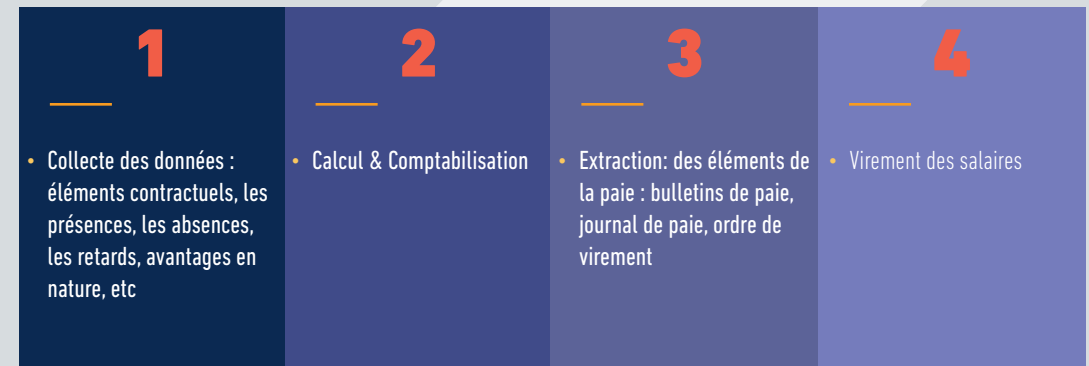 1
• Collecte des données :
éléments contractuels, les
présences, les absences,
les retards, avantages en
nature, etc
2
• Calcul & Comptabilisation
3
• Extraction: des éléments de
la paie : bulletins de paie,
journal de paie, ordre de
virement
4
• Virement des salaires